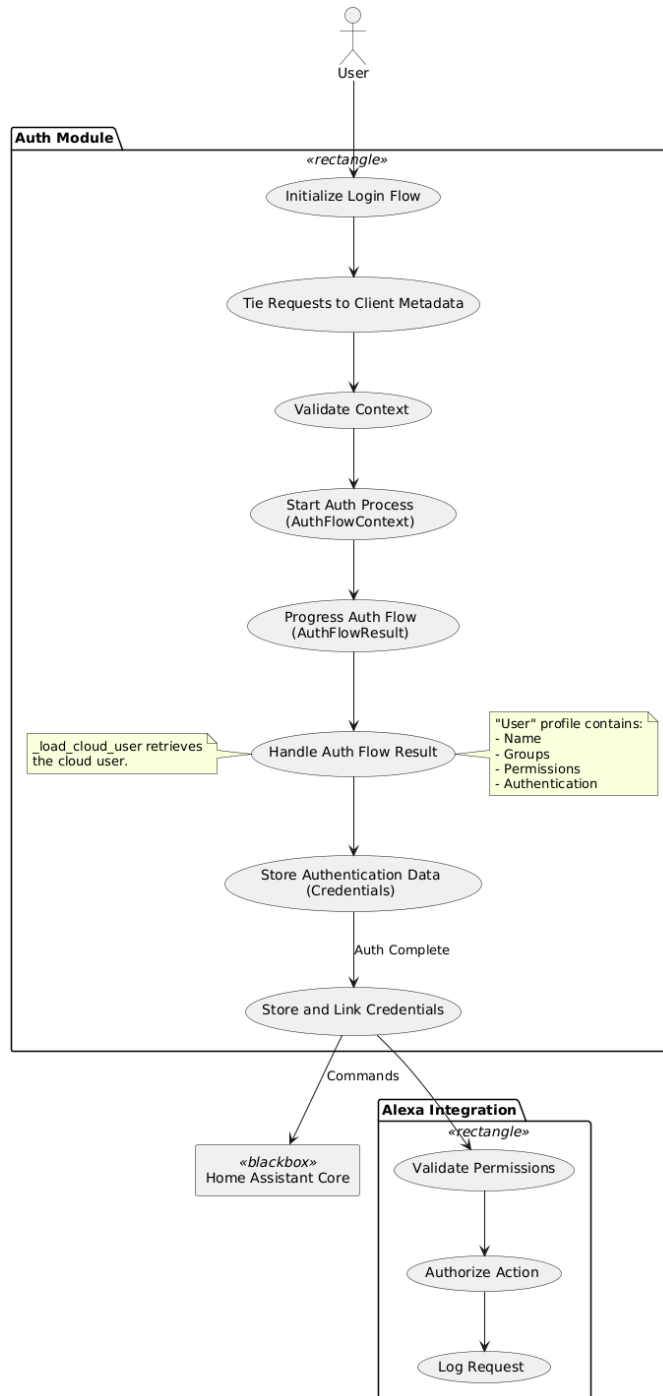 User
Auth Module
«rectangle»
Initialize Login Flow
Tie Requests to Client Metadata
Validate Context
Start Auth Process
(AuthFlowContext)
Progress Auth Flow
(AuthFlowResult)
_load_cloud_user retrieves
the cloud user.
Handle Auth Flow Result
"User" profile contains:
- Name
- Groups
- Permissions
- Authentication
Store Authentication Data
(Credentials)
Auth Complete
Store and Link Credentials
Commands
Alexa Integration
«rectangle»
«blackbox»
Home Assistant Core
Validate Permissions
Authorize Action
Log Request